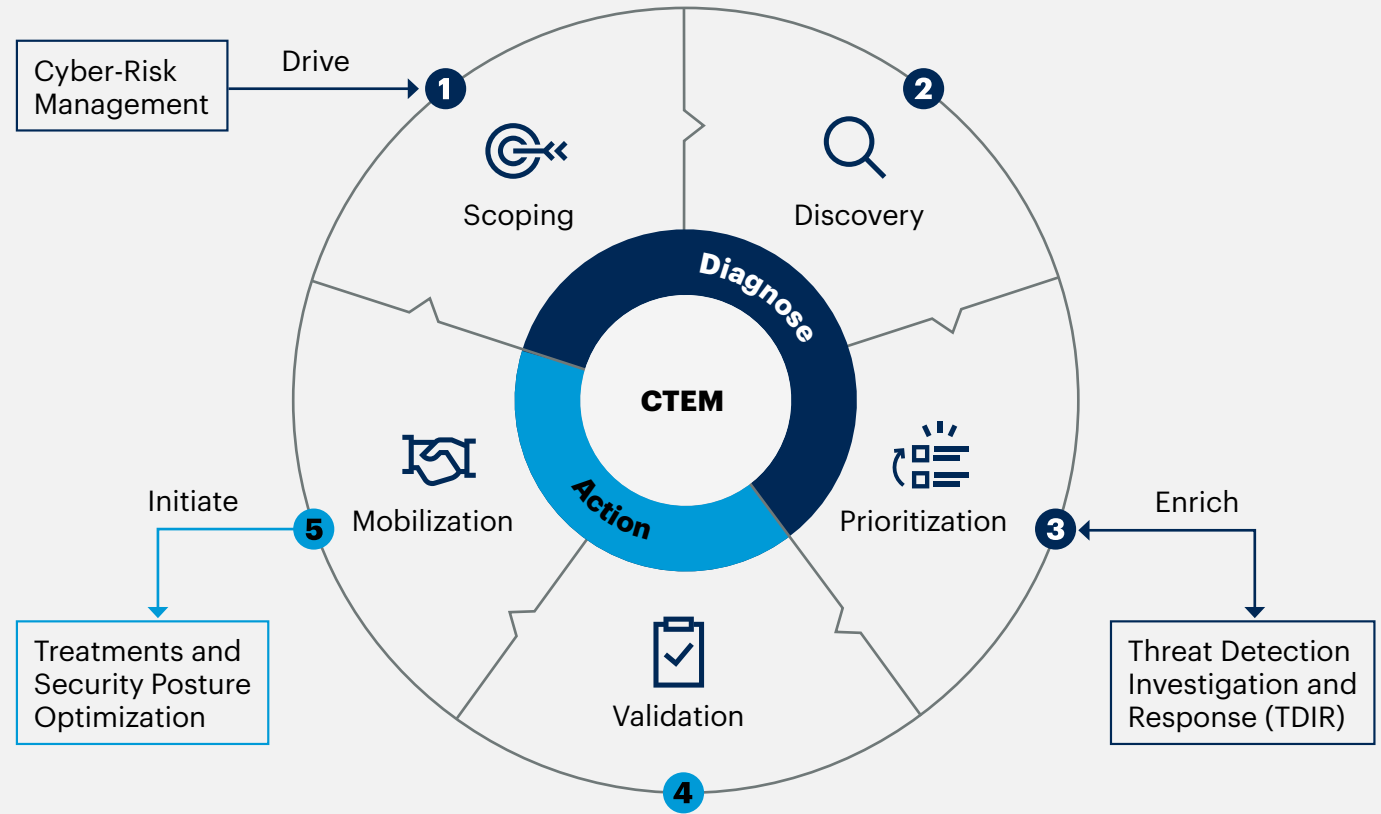 Cyber-Risk
Management
Drive
1
Scoping
2
Discovery
Diagnose
CTEM
Action
Prioritization
3
Enrich
Threat Detection
Investigation and
Response (TDIR)
Validation
4
Mobilization
5
Initiate
Treatments and
Security Posture
Optimization